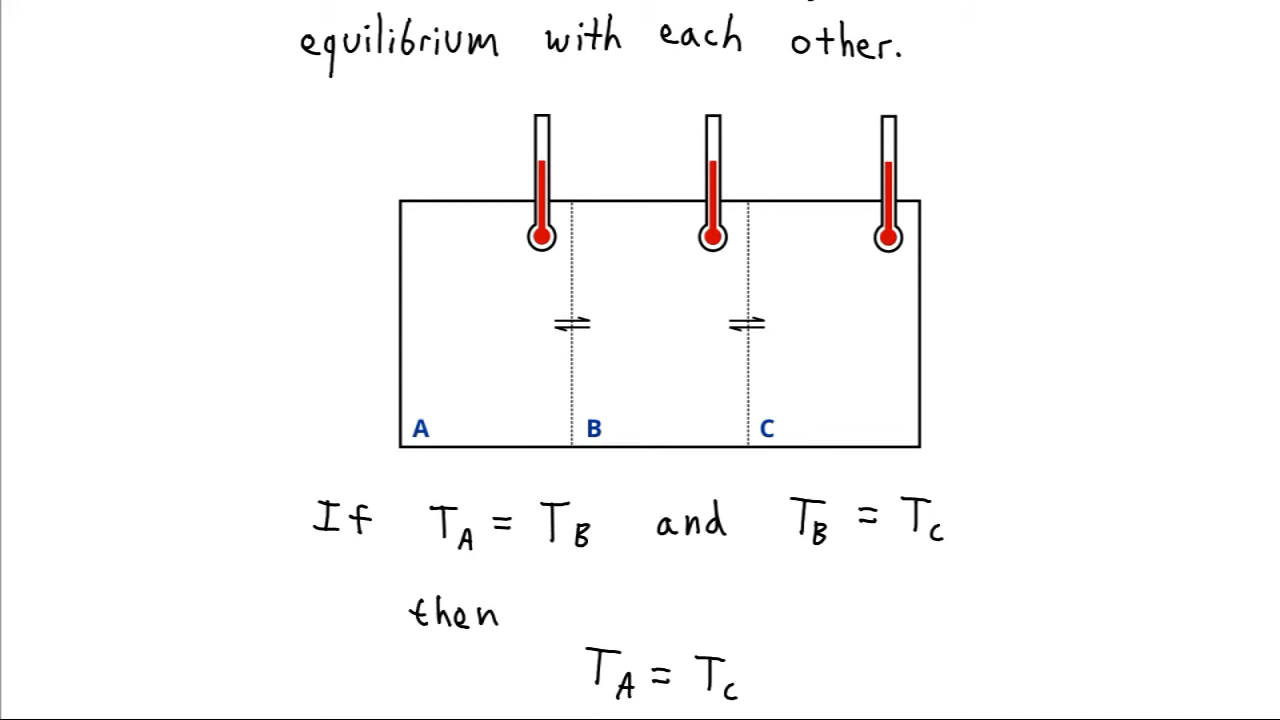 equilibrium with each other.
A B C
If T_A = T_B and T_B = T_C
then
T_A = T_C